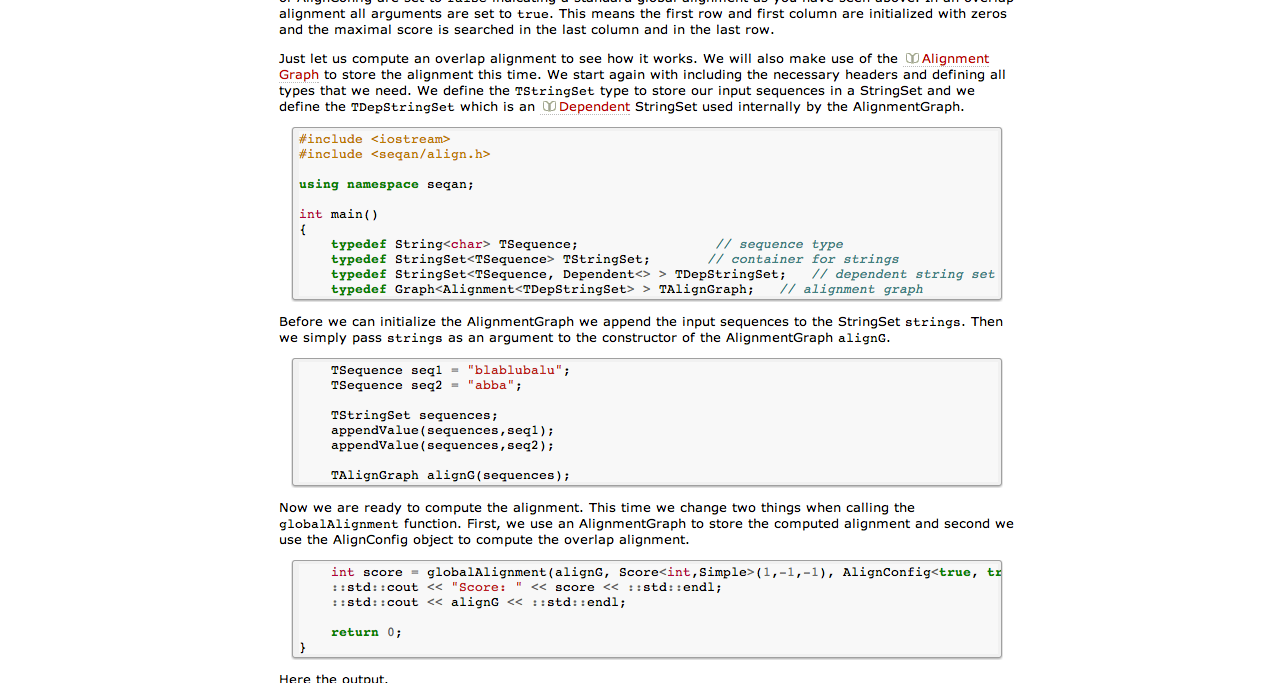 alignment all arguments are set to true. This means the first row and first column are initialized with zeros
and the maximal score is searched in the last column and in the last row.
Just let us compute an overlap alignment to see how it works. We will also make use of the Alignment
Graph to store the alignment this time. We start again with including the necessary headers and defining all
types that we need. We define the TStringSet type to store our input sequences in a StringSet and we
define the TDepStringSet which is an Dependent StringSet used internally by the AlignmentGraph.
#include <iostream>
#include <seqan/align.h>
using namespace seqan;
int main()
{
typedef String<char> TSequence; // sequence type
typedef StringSet<TSequence> TStringSet; // container for strings
typedef StringSet<TSequence, Dependent<> > TDepStringSet; // dependent string set
typedef Graph<Alignment<TDepStringSet> > TAlignGraph; // alignment graph
Before we can initialize the AlignmentGraph we append the input sequences to the StringSet strings. Then
we simply pass strings as an argument to the constructor of the AlignmentGraph alignG.
TSequence seq1 = "blablubalu";
TSequence seq2 = "abba";
TStringSet sequences;
appendValue(sequences,seq1);
appendValue(sequences,seq2);
TAlignGraph alignG(sequences);
Now we are ready to compute the alignment. This time we change two things when calling the
globalAlignment function. First, we use an AlignmentGraph to store the computed alignment and second we
use the AlignConfig object to compute the overlap alignment.
int score = globalAlignment(alignG, Score<int,Simple>(1,-1,-1), AlignConfig<true, tr
::std::cout << "Score: " << score << ::std::endl;
::std::cout << alignG << ::std::endl;
return 0;
}
Here the output.